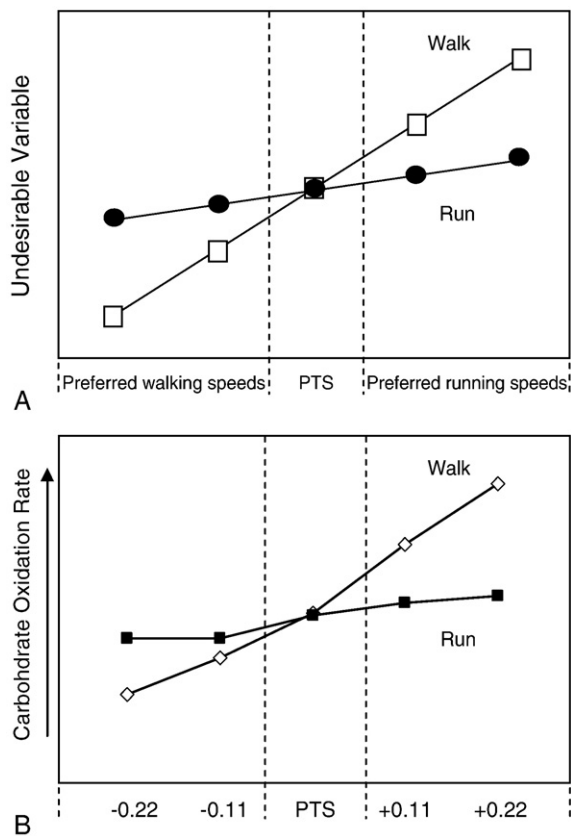 Undesirable Variable
Walk
Run
Preferred walking speeds PTS Preferred running speeds
A
Carbohdrate Oxidation Rate
Walk
Run
-0.22 -0.11 PTS +0.11 +0.22
B